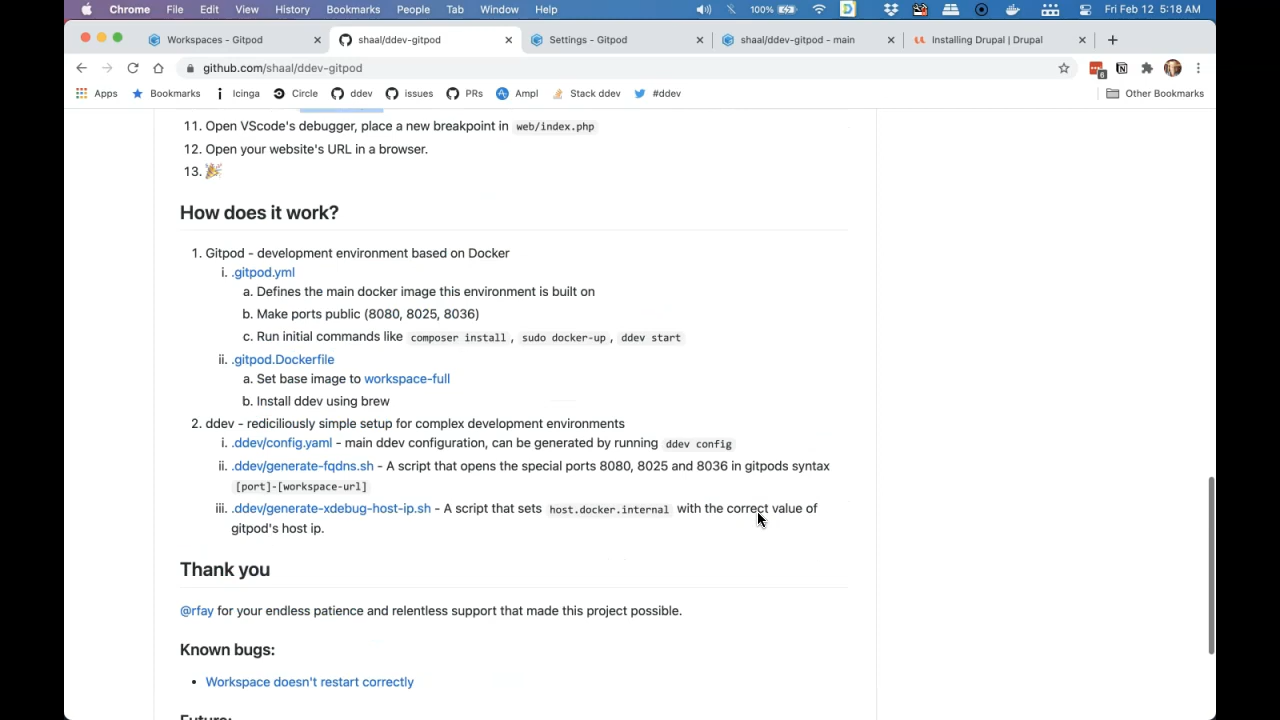 Chrome File Edit View History Bookmarks People Tab Window Help 100% Fri Feb 12 5:18 AM
Workspaces - Gitpod shaal/ddev-gitpod Settings - Gitpod shaal/ddev-gitpod - main Installing Drupal | Drupal
github.com/shaal/ddev-gitpod 6
Apps Bookmarks Icinga Circle ddev issues PRs Ampl Stack ddev #ddev Other Bookmarks
11. Open VScode's debugger, place a new breakpoint in web/index.php
12. Open your website's URL in a browser.
13. 🎉
How does it work?
1. Gitpod - development environment based on Docker
i. .gitpod.yml
a. Defines the main docker image this environment is built on
b. Make ports public (8080, 8025, 8036)
c. Run initial commands like composer install , sudo docker-up , ddev start
ii. .gitpod.Dockerfile
a. Set base image to workspace-full
b. Install ddev using brew
2. ddev - rediciliously simple setup for complex development environments
i. .ddev/config.yaml - main ddev configuration, can be generated by running ddev config
ii. .ddev/generate-fqdns.sh - A script that opens the special ports 8080, 8025 and 8036 in gitpods syntax
[port]-[workspace-url]
iii. .ddev/generate-xdebug-host-ip.sh - A script that sets host.docker.internal with the correct value of
gitpod's host ip.
Thank you
@rfay for your endless patience and relentless support that made this project possible.
Known bugs:
• Workspace doesn't restart correctly
Future: